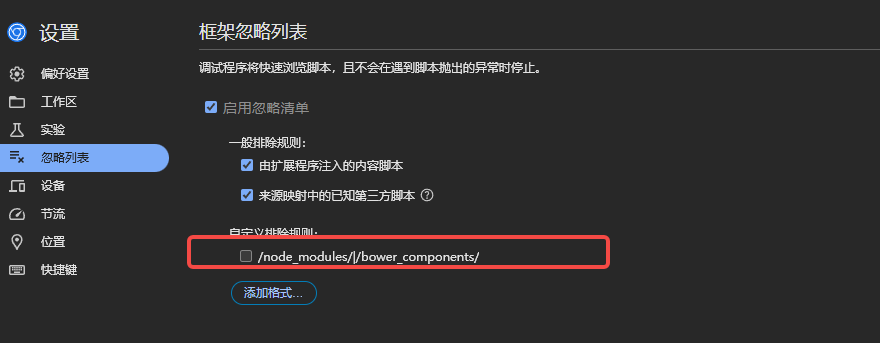 设置
偏好设置
工作区
实验
忽略列表
设备
节流
位置
快捷键
框架忽略列表
调试程序将快速浏览脚本，且不会在遇到脚本抛出的异常时停止。
启用忽略清单
一般排除规则：
由扩展程序注入的内容脚本
来源映射中的已知第三方脚本
自定义排除规则：
/node_modules/|/bower_components/
添加格式...